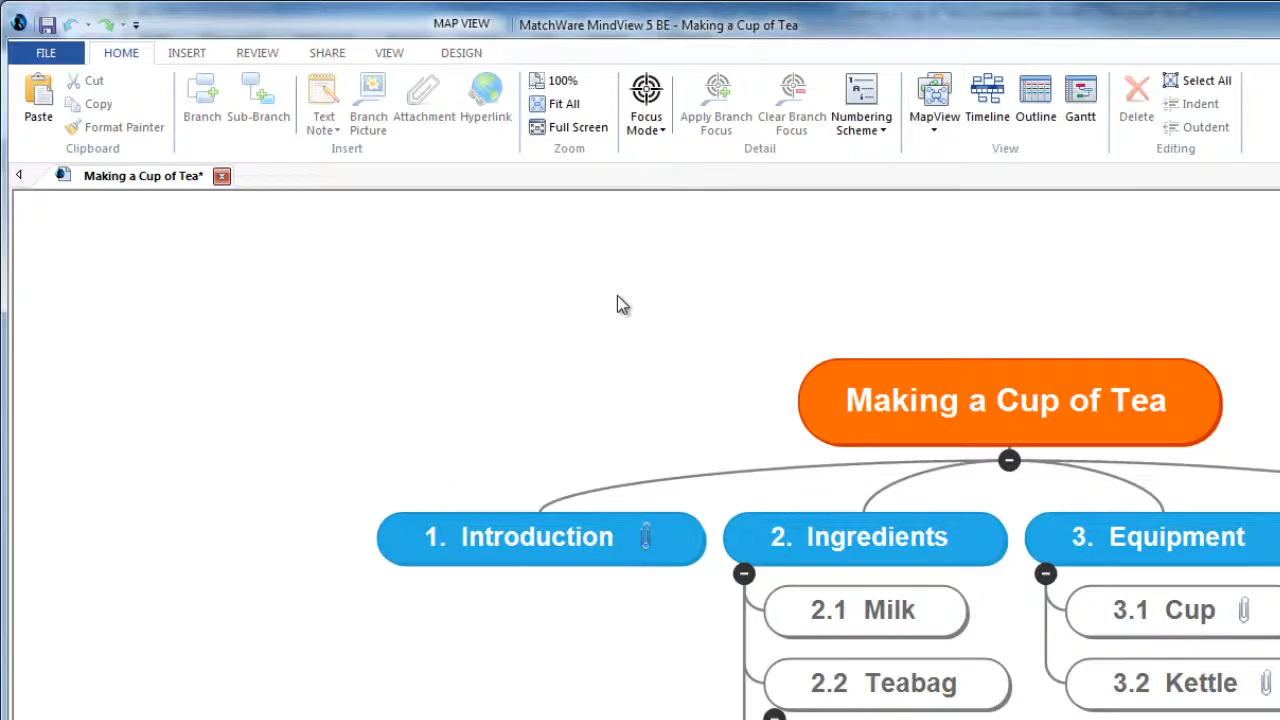 MAP VIEW MatchWare MindView 5 BE - Making a Cup of Tea
FILE HOME INSERT REVIEW SHARE VIEW DESIGN
Paste
Cut
Copy
Format Painter
Clipboard
Branch
Sub-Branch
Text Note
Branch Picture
Attachment
Hyperlink
Insert
100%
Fit All
Full Screen
Zoom
Focus Mode
Apply Branch Focus
Clear Branch Focus
Numbering Scheme
Detail
MapView
Timeline
Outline
Gantt
View
Delete
Select All
Indent
Outdent
Editing
Making a Cup of Tea*
Making a Cup of Tea
1. Introduction
2. Ingredients
3. Equipment
2.1 Milk
3.1 Cup
2.2 Teabag
3.2 Kettle